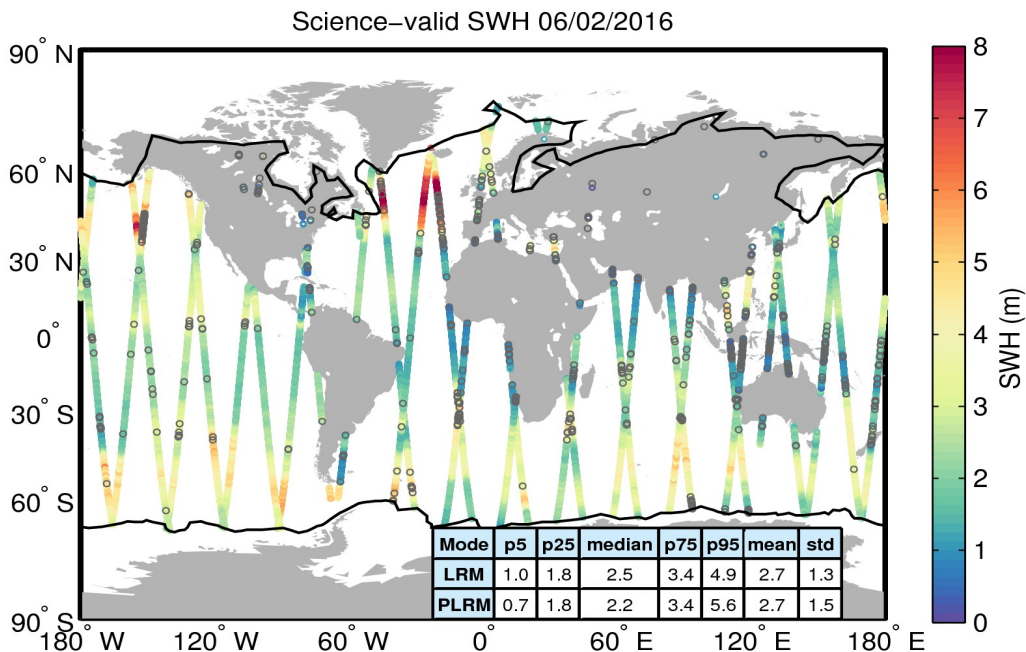 Science−valid SWH 06/02/2016
90° N
60° N
30° N
0°
30° S
60° S
90° S
180° W
120° W
60° W
0°
60° E
120° E
180° E
Mode p5 p25 median p75 p95 mean std
LRM 1.0 1.8 2.5 3.4 4.9 2.7 1.3
PLRM 0.7 1.8 2.2 3.4 5.6 2.7 1.5
8
7
6
5
4
3
2
1
0
SWH (m)